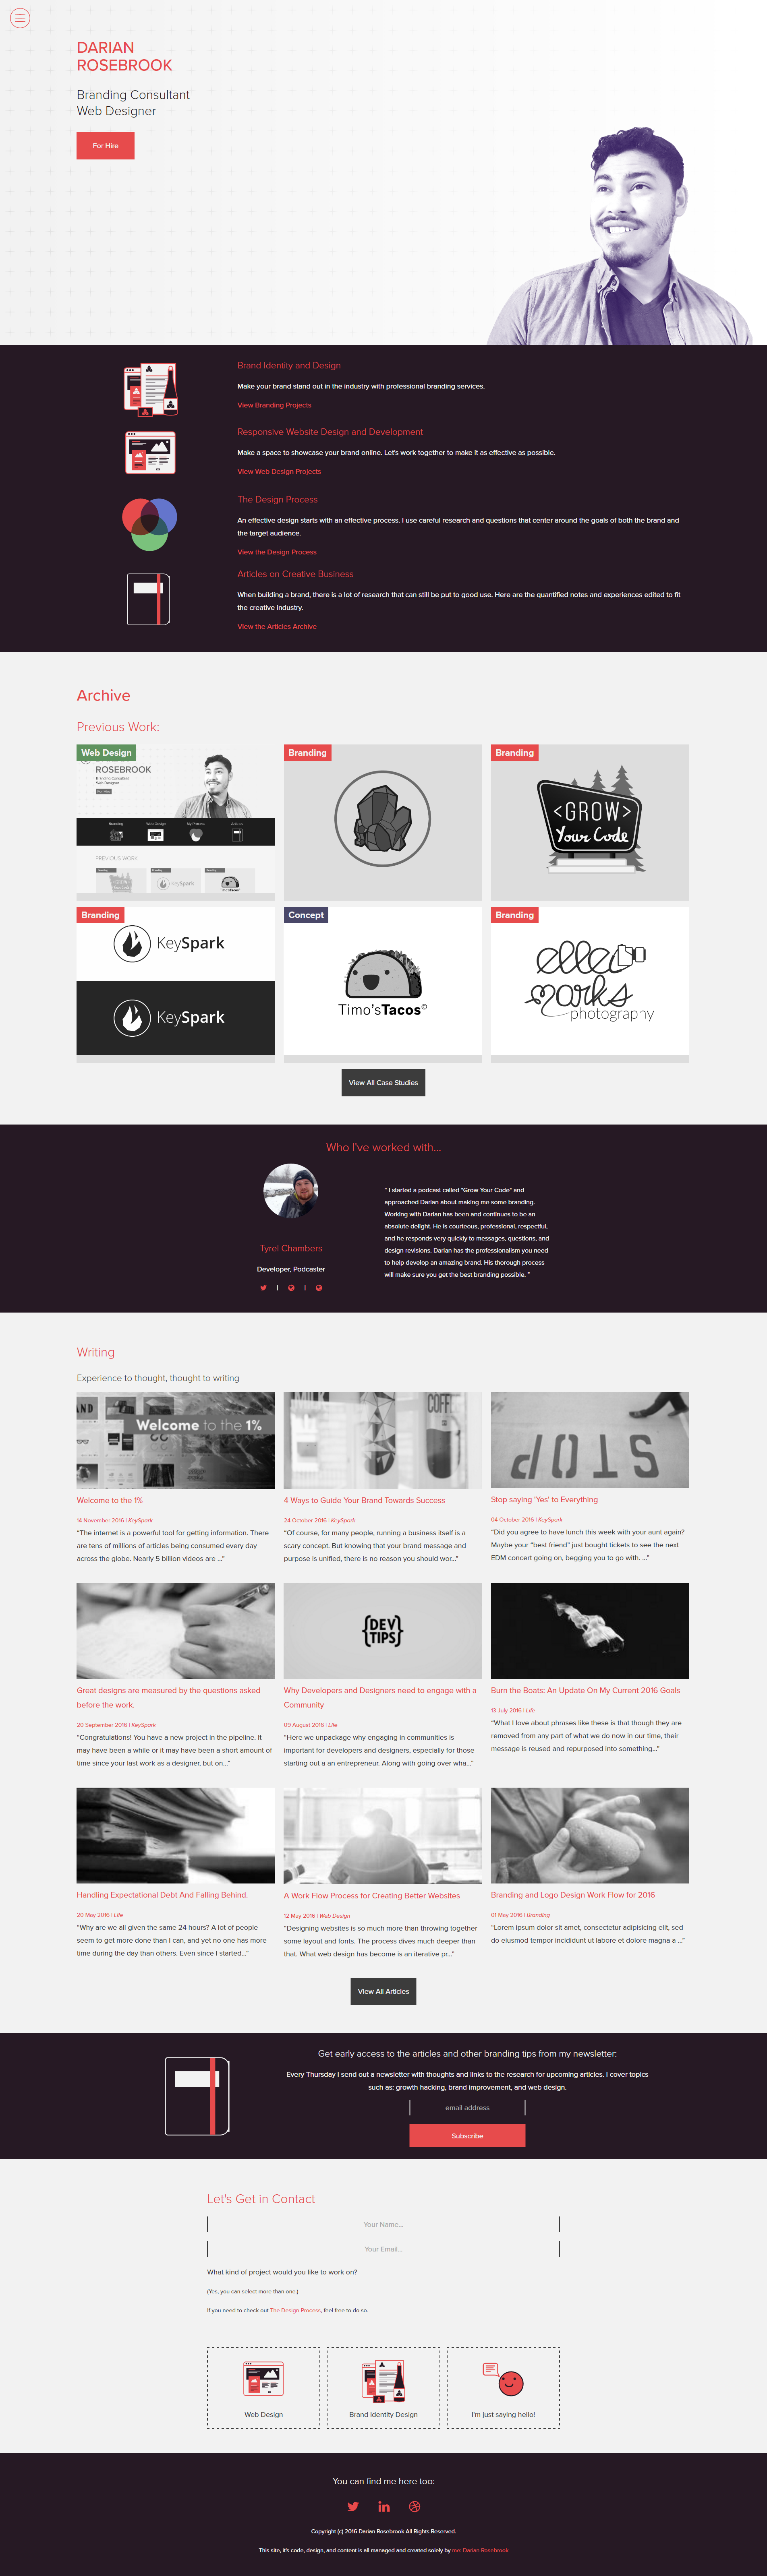 DARIAN
ROSEBROOK
Branding Consultant
Web Designer
For Hire
Brand Identity and Design
Make your brand stand out in the industry with professional branding services.
View Branding Projects
Responsive Website Design and Development
Make a space to showcase your brand online. Let's work together to make it as effective as possible.
View Web Design Projects
The Design Process
An effective design starts with an effective process. I use careful research and questions that center around the goals of both the brand and
the target audience.
View the Design Process
Articles on Creative Business
When building a brand, there is a lot of research that can still be put to good use. Here are the quantified notes and experiences edited to fit
the creative industry.
View the Articles Archive
Archive
Previous Work:
Web Design
ROSEBROOK
Branding Consultant
Web Designer
Branding
Web Design
My Process
Articles
PREVIOUS WORK
KeySpark
Timo'sTacos
Branding
Branding
<GROW>
Your Code
Branding
KeySpark
KeySpark
Concept
Timo'sTacos©
Branding
elleo
marks
photography
View All Case Studies
Who I've worked with...
Tyrel Chambers
Developer, Podcaster
" I started a podcast called "Grow Your Code" and
approached Darian about making me some branding.
Working with Darian has been and continues to be an
absolute delight. He is courteous, professional, respectful,
and he responds very quickly to messages, questions, and
design revisions. Darian has the professionalism you need
to help develop an amazing brand. His thorough process
will make sure you get the best branding possible. "
Writing
Experience to thought, thought to writing
Welcome to the 1%
COFF
STOP
Welcome to the 1%
14 November 2016 | KeySpark
"The internet is a powerful tool for getting information. There
are tens of millions of articles being consumed every day
across the globe. Nearly 5 billion videos are ..."
4 Ways to Guide Your Brand Towards Success
24 October 2016 | KeySpark
"Of course, for many people, running a business itself is a
scary concept. But knowing that your brand message and
purpose is unified, there is no reason you should wor..."
Stop saying 'Yes' to Everything
04 October 2016 | KeySpark
"Did you agree to have lunch this week with your aunt again?
Maybe your "best friend" just bought tickets to see the next
EDM concert going on, begging you to go with. ..."
{DEV
TIPS}
Great designs are measured by the questions asked
before the work.
20 September 2016 | KeySpark
"Congratulations! You have a new project in the pipeline. It
may have been a while or it may have been a short amount of
time since your last work as a designer, but on..."
Why Developers and Designers need to engage with a
Community
09 August 2016 | Life
"Here we unpackage why engaging in communities is
important for developers and designers, especially for those
starting out a an entrepreneur. Along with going over wha..."
Burn the Boats: An Update On My Current 2016 Goals
13 July 2016 | Life
"What I love about phrases like these is that though they are
removed from any part of what we do now in our time, their
message is reused and repurposed into something..."
Handling Expectational Debt And Falling Behind.
20 May 2016 | Life
"Why are we all given the same 24 hours? A lot of people
seem to get more done than I can, and yet no one has more
time during the day than others. Even since I started..."
A Work Flow Process for Creating Better Websites
12 May 2016 | Web Design
"Designing websites is so much more than throwing together
some layout and fonts. The process dives much deeper than
that. What web design has become is an iterative pr..."
Branding and Logo Design Work Flow for 2016
01 May 2016 | Branding
"Lorem ipsum dolor sit amet, consectetur adipisicing elit, sed
do eiusmod tempor incididunt ut labore et dolore magna a ..."
View All Articles
Get early access to the articles and other branding tips from my newsletter:
Every Thursday I send out a newsletter with thoughts and links to the research for upcoming articles. I cover topics
such as: growth hacking, brand improvement, and web design.
email address
Subscribe
Let's Get in Contact
Your Name...
Your Email...
What kind of project would you like to work on?
(Yes, you can select more than one.)
If you need to check out The Design Process, feel free to do so.
Web Design
Brand Identity Design
I'm just saying hello!
You can find me here too:
Copyright (c) 2016 Darian Rosebrook All Rights Reserved.
This site, it's code, design, and content is all managed and created solely by me: Darian Rosebrook